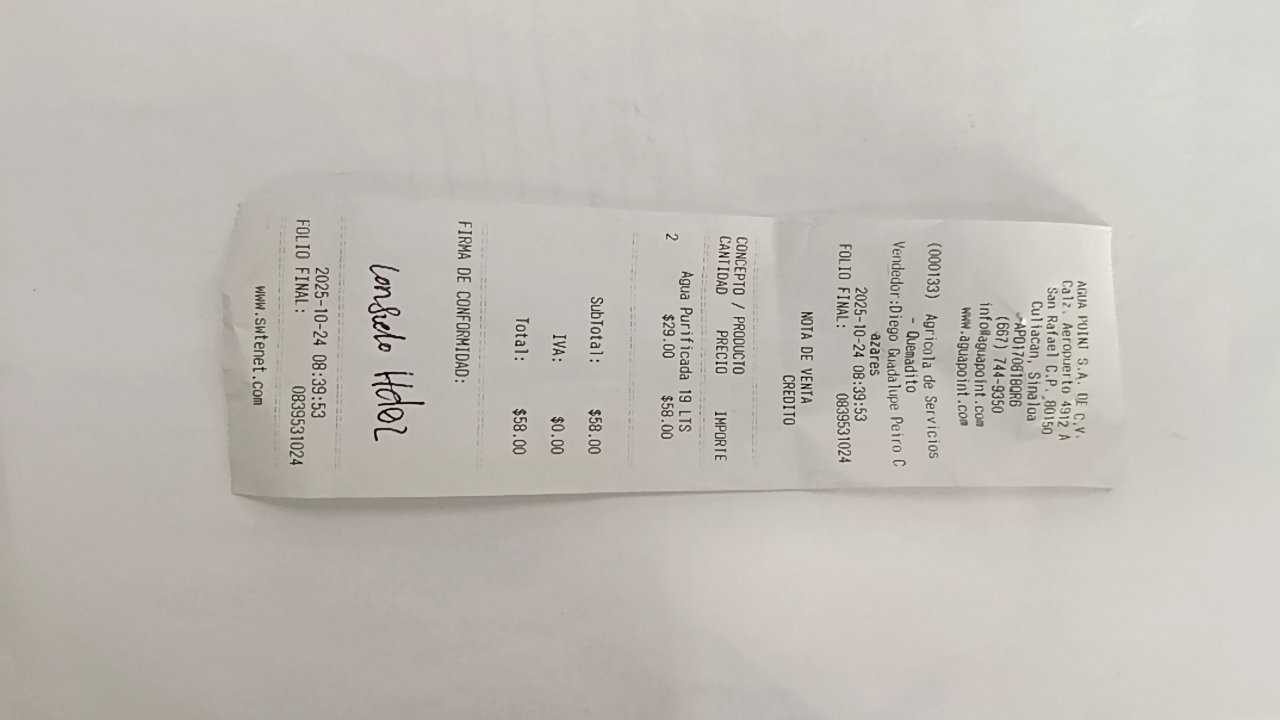 AGUA POINT S.A. DE C.V.
Calz. Aeropuerto 4912 A
San Rafael C.P. 80150
Culiacan, Sinaloa
APO170618QR6
(667) 744-9350
info@aguapoint.com
www.aguapoint.com
(000133) Agricola de Servicios
- Quemadito
Vendedor:Diego Guadalupe Peiro C
azares
2025-10-24 08:39:53
FOLIO FINAL: 0839531024
NOTA DE VENTA
CREDITO
CONCEPTO / PRODUCTO
CANTIDAD PRECIO IMPORTE
Agua Purificada 19 LTS
2 $29.00 $58.00
SubTotal: $58.00
IVA: $0.00
Total: $58.00
FIRMA DE CONFORMIDAD:
2025-10-24 08:39:53
FOLIO FINAL: 0839531024
www.swtenet.com